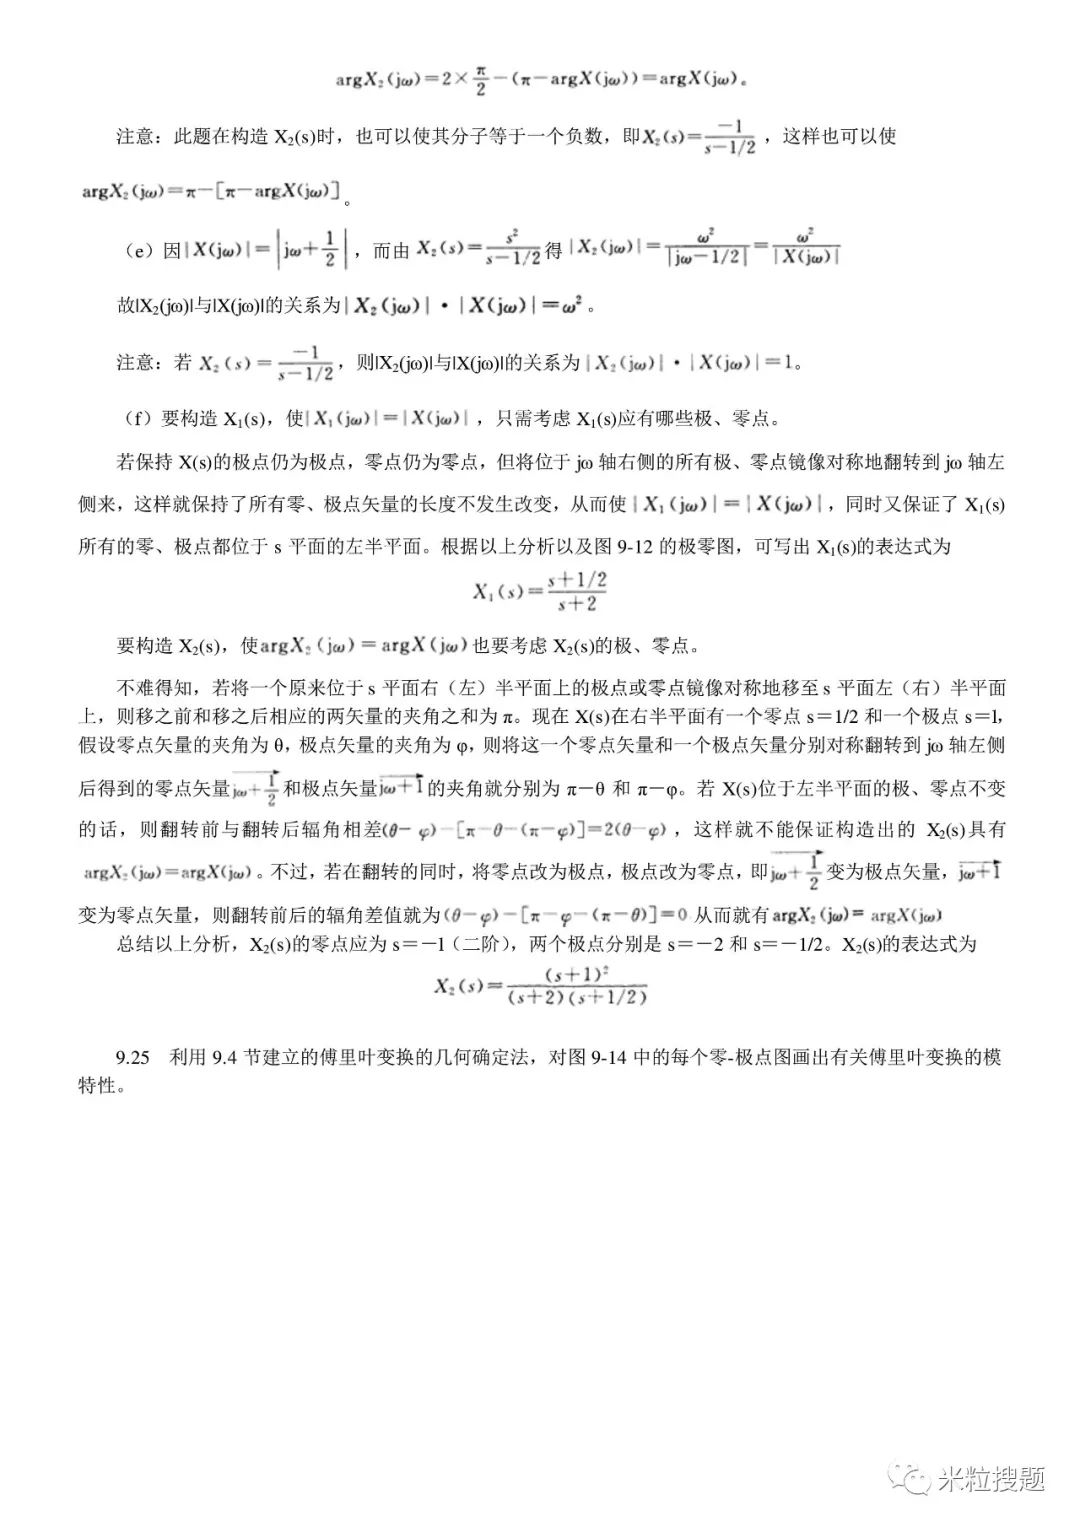 argX₂(jω)=2×π/2－(π－argX(jω))=argX(jω)。
注意：此题在构造 X₂(s)时，也可以使其分子等于一个负数，即X₂(s)=－1/(s－1/2)，这样也可以使
argX₂(jω)=π－[π－argX(jω)]。
（e）因|X(jω)|=|jω+1/2|，而由 X₂(s)=s²/(s－1/2)得|X₂(jω)|=ω²/|jω－1/2|=ω²/|X(jω)|
故|X₂(jω)|与|X(jω)|的关系为|X₂(jω)|·|X(jω)|=ω²。
注意：若 X₂(s)=－1/(s－1/2)，则|X₂(jω)|与|X(jω)|的关系为|X₂(jω)|·|X(jω)|=1。
（f）要构造 X₁(s)，使|X₁(jω)|=|X(jω)|，只需考虑 X₁(s)应有哪些极、零点。
若保持 X(s)的极点仍为极点，零点仍为零点，但将位于 jω 轴右侧的所有极、零点镜像对称地翻转到 jω 轴左
侧来，这样就保持了所有零、极点矢量的长度不发生改变，从而使|X₁(jω)|=|X(jω)|，同时又保证了 X₁(s)
所有的零、极点都位于 s 平面的左半平面。根据以上分析以及图 9-12 的极零图，可写出 X₁(s)的表达式为
X₁(s)=(s+1/2)/(s+2)
要构造 X₂(s)，使argX₂(jω)=argX(jω)也要考虑 X₂(s)的极、零点。
不难得知，若将一个原来位于 s 平面右（左）半平面上的极点或零点镜像对称地移至 s 平面左（右）半平面
上，则移之前和移之后相应的两矢量的夹角之和为 π。现在 X(s)在右半平面有一个零点 s＝1/2 和一个极点 s＝l，
假设零点矢量的夹角为 θ，极点矢量的夹角为 φ，则将这一个零点矢量和一个极点矢量分别对称翻转到 jω 轴左侧
后得到的零点矢量jω+1/2和极点矢量jω+1的夹角就分别为 π－θ 和 π－φ。若 X(s)位于左半平面的极、零点不变
的话，则翻转前与翻转后辐角相差(θ－φ)－[π－θ－(π－φ)]=2(θ－φ)，这样就不能保证构造出的 X₂(s)具有
argX₂(jω)=argX(jω)。不过，若在翻转的同时，将零点改为极点，极点改为零点，即jω+1/2变为极点矢量，jω+1
变为零点矢量，则翻转前后的辐角差值就为(θ－φ)－[π－φ－(π－θ)]=0 从而就有argX₂(jω)=argX(jω)
总结以上分析，X₂(s)的零点应为 s＝－1（二阶），两个极点分别是 s＝－2 和 s＝－1/2。X₂(s)的表达式为
X₂(s)=(s+1)²/((s+2)(s+1/2))
9.25 利用 9.4 节建立的傅里叶变换的几何确定法，对图 9-14 中的每个零-极点图画出有关傅里叶变换的模
特性。
米粒搜题